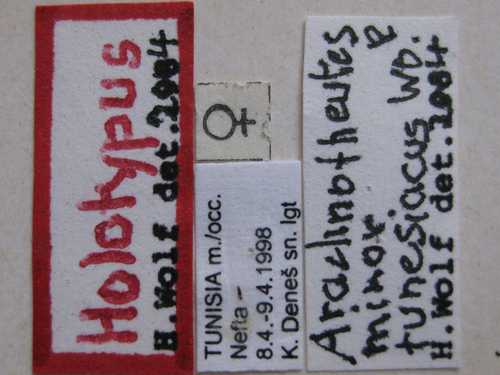 Holotypus
H. Wolf det. 2004
♀
TUNISIA m./occ.
Nefta
8.4.-9.4.1998
K. Deneš sn. lgt
Arachnotheutes
minor ♀
tunesiacus Wo.
H. Wolf det. 2004